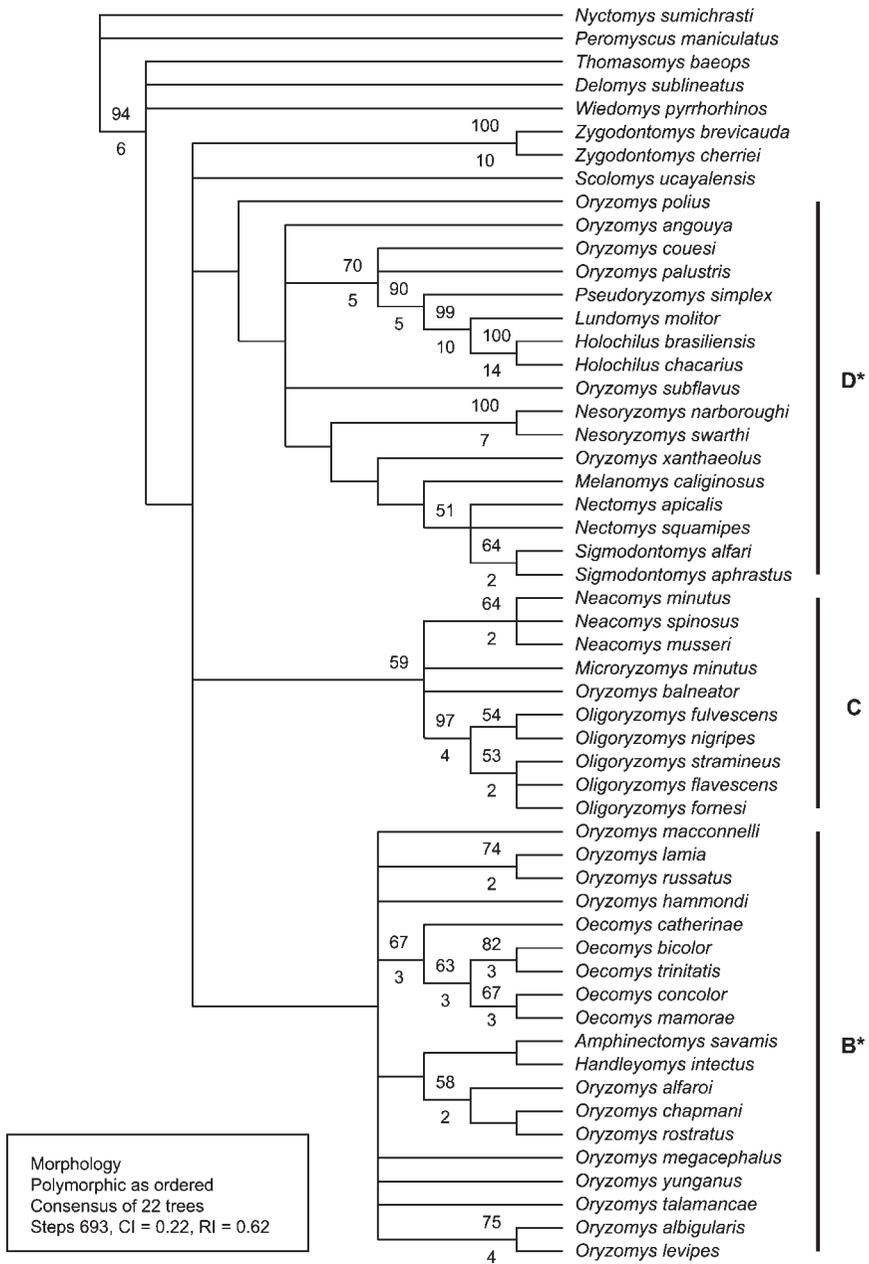 Nyctomys sumichrasti
Peromyscus maniculatus
Thomasomys baeops
Delomys sublineatus
94
Wiedomys pyrrhorhinos
6
100
Zygodontomys brevicauda
10
Zygodontomys cherriei
Scolomys ucayalensis
Oryzomys polius
Oryzomys angouya
Oryzomys couesi
70
Oryzomys palustris
5
90
Pseudoryzomys simplex
5
99
Lundomys molitor
10
100
Holochilus brasiliensis
14
Holochilus chacarius
D*
Oryzomys subflavus
100
Nesoryzomys narboroughi
7
Nesoryzomys swarthi
Oryzomys xanthaeolus
Melanomys caliginosus
51
Nectomys apicalis
Nectomys squamipes
64
Sigmodontomys alfari
2
Sigmodontomys aphrastus
64
Neacomys minutus
2
Neacomys spinosus
Neacomys musseri
59
Microryzomys minutus
Oryzomys balneator
C
97
54
Oligoryzomys fulvescens
4
Oligoryzomys nigripes
53
Oligoryzomys stramineus
2
Oligoryzomys flavescens
Oligoryzomys fornesi
Oryzomys macconnelli
74
Oryzomys lamia
2
Oryzomys russatus
Oryzomys hammondi
Oecomys catherinae
67
3
82
Oecomys bicolor
63
3
Oecomys trinitatis
3
67
Oecomys concolor
3
Oecomys mamorae
Amphinectomys savamis
B*
Handleyomys intectus
58
Oryzomys alfaroi
2
Oryzomys chapmani
Oryzomys rostratus
Oryzomys megacephalus
Oryzomys yunganus
Oryzomys talamancae
75
Oryzomys albigularis
4
Oryzomys levipes
Morphology
Polymorphic as ordered
Consensus of 22 trees
Steps 693, CI = 0.22, RI = 0.62